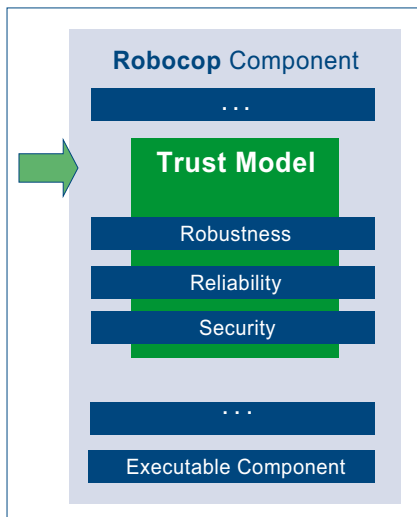 Robocop Component
...
Trust Model
Robustness
Reliability
Security
...
Executable Component